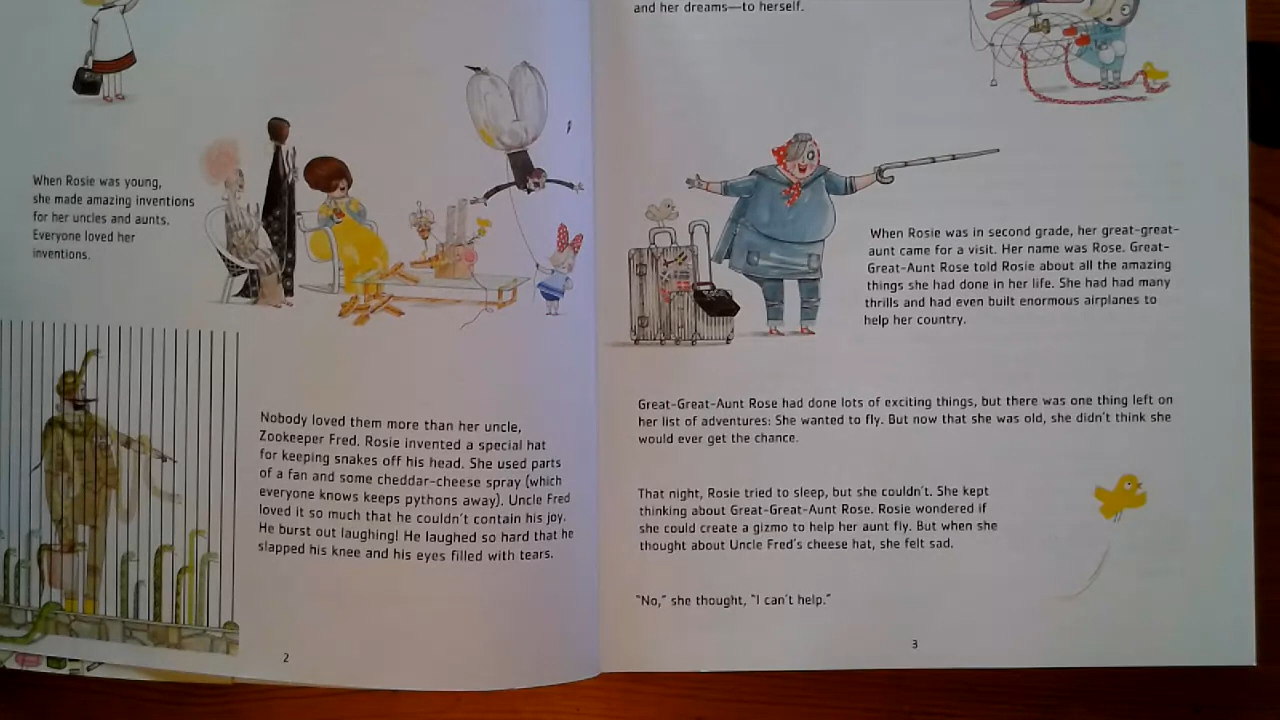 When Rosie was young,
she made amazing inventions
for her uncles and aunts.
Everyone loved her
inventions.
Nobody loved them more than her uncle,
Zookeeper Fred. Rosie invented a special hat
for keeping snakes off his head. She used parts
of a fan and some cheddar-cheese spray (which
everyone knows keeps pythons away). Uncle Fred
loved it so much that he couldn't contain his joy.
He burst out laughing! He laughed so hard that he
slapped his knee and his eyes filled with tears.
2
and her dreams—to herself.
When Rosie was in second grade, her great-great-
aunt came for a visit. Her name was Rose. Great-
Great-Aunt Rose told Rosie about all the amazing
things she had done in her life. She had had many
thrills and had even built enormous airplanes to
help her country.
Great-Great-Aunt Rose had done lots of exciting things, but there was one thing left on
her list of adventures: She wanted to fly. But now that she was old, she didn't think she
would ever get the chance.
That night, Rosie tried to sleep, but she couldn't. She kept
thinking about Great-Great-Aunt Rose. Rosie wondered if
she could create a gizmo to help her aunt fly. But when she
thought about Uncle Fred's cheese hat, she felt sad.
"No," she thought, "I can't help."
3